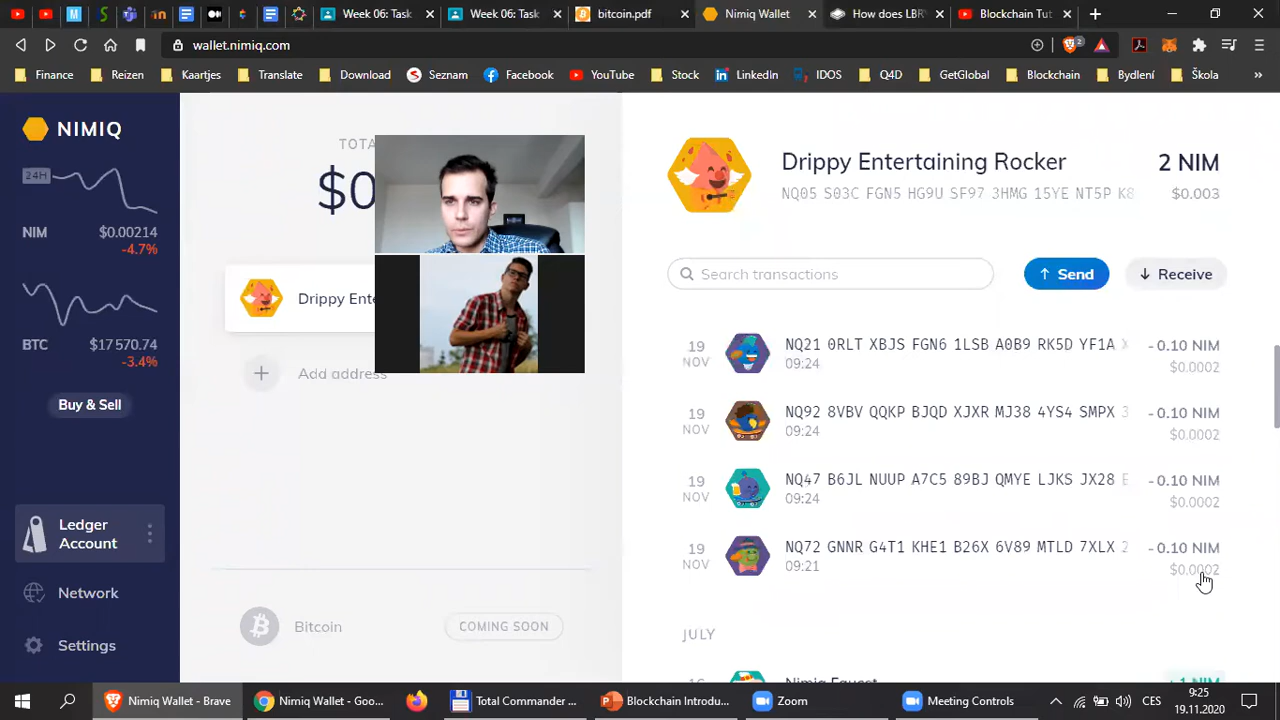 Week 06: Task
Week 06: Task
bitcoin.pdf
Nimiq Wallet
How does LBR
Blockchain Tut
wallet.nimiq.com
2
Finance
Reizen
Kaartjes
Translate
Download
Seznam
Facebook
YouTube
Stock
LinkedIn
IDOS
Q4D
GetGlobal
Blockchain
Bydlení
Škola
NIMIQ
24H
NIM $0.00214
-4.7%
BTC $17 570.74
-3.4%
Buy & Sell
Ledger
Account
Network
Settings
TOTA
$0
Drippy Ente
Add address
Bitcoin
COMING SOON
Drippy Entertaining Rocker 2 NIM
NQ05 S03C FGN5 HG9U SF97 3HMG 15YE NT5P K8 $0.003
Search transactions
Send
Receive
19 NOV NQ21 0RLT XBJS FGN6 1LSB A0B9 RK5D YF1A X - 0.10 NIM
09:24 $0.0002
19 NOV NQ92 8VBV QQKP BJQD XJXR MJ38 4YS4 SMPX 3 - 0.10 NIM
09:24 $0.0002
19 NOV NQ47 B6JL NUUP A7C5 89BJ QMYE LJKS JX28 E - 0.10 NIM
09:24 $0.0002
19 NOV NQ72 GNNR G4T1 KHE1 B26X 6V89 MTLD 7XLX 2 - 0.10 NIM
09:21 $0.0002
JULY
Nimiq Faucet + 1 NIM
Nimiq Wallet - Brave
Nimiq Wallet - Goo...
Total Commander ...
Blockchain Introdu...
Zoom
Meeting Controls
CES
9:25
19.11.2020